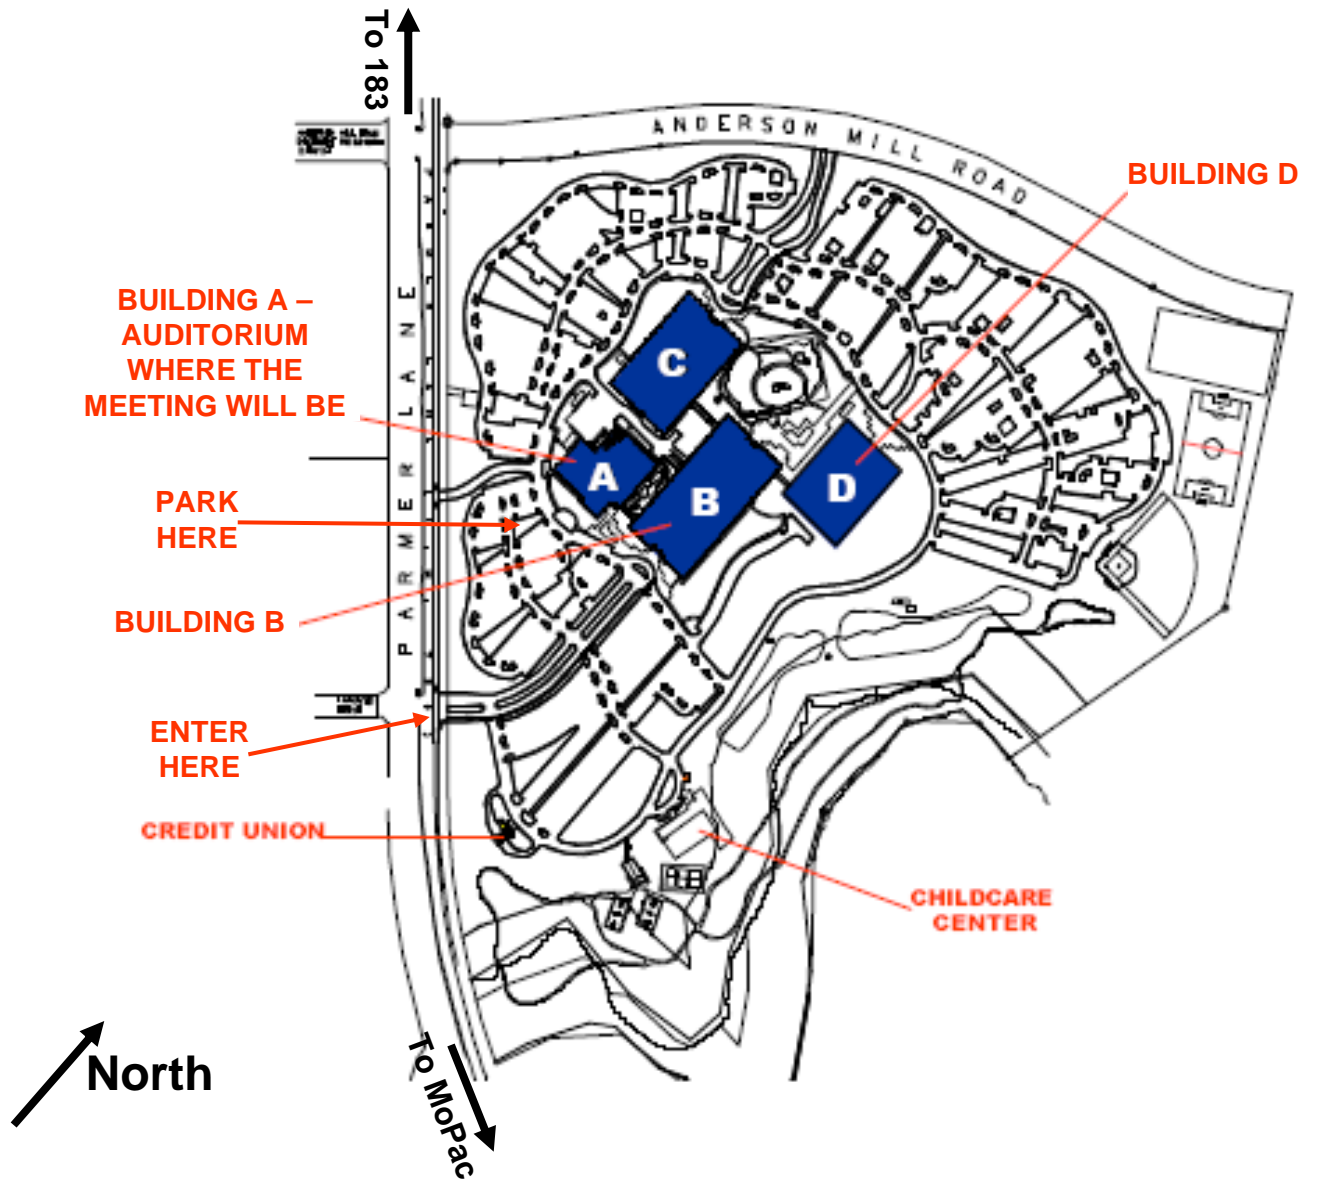 To 183
ANDERSON MILL ROAD
BUILDING D
BUILDING A –
AUDITORIUM
WHERE THE
MEETING WILL BE
PARMER LANE
C
A
B
D
PARK
HERE
BUILDING B
ENTER
HERE
CREDIT UNION
CHILDCARE
CENTER
North
To MoPac